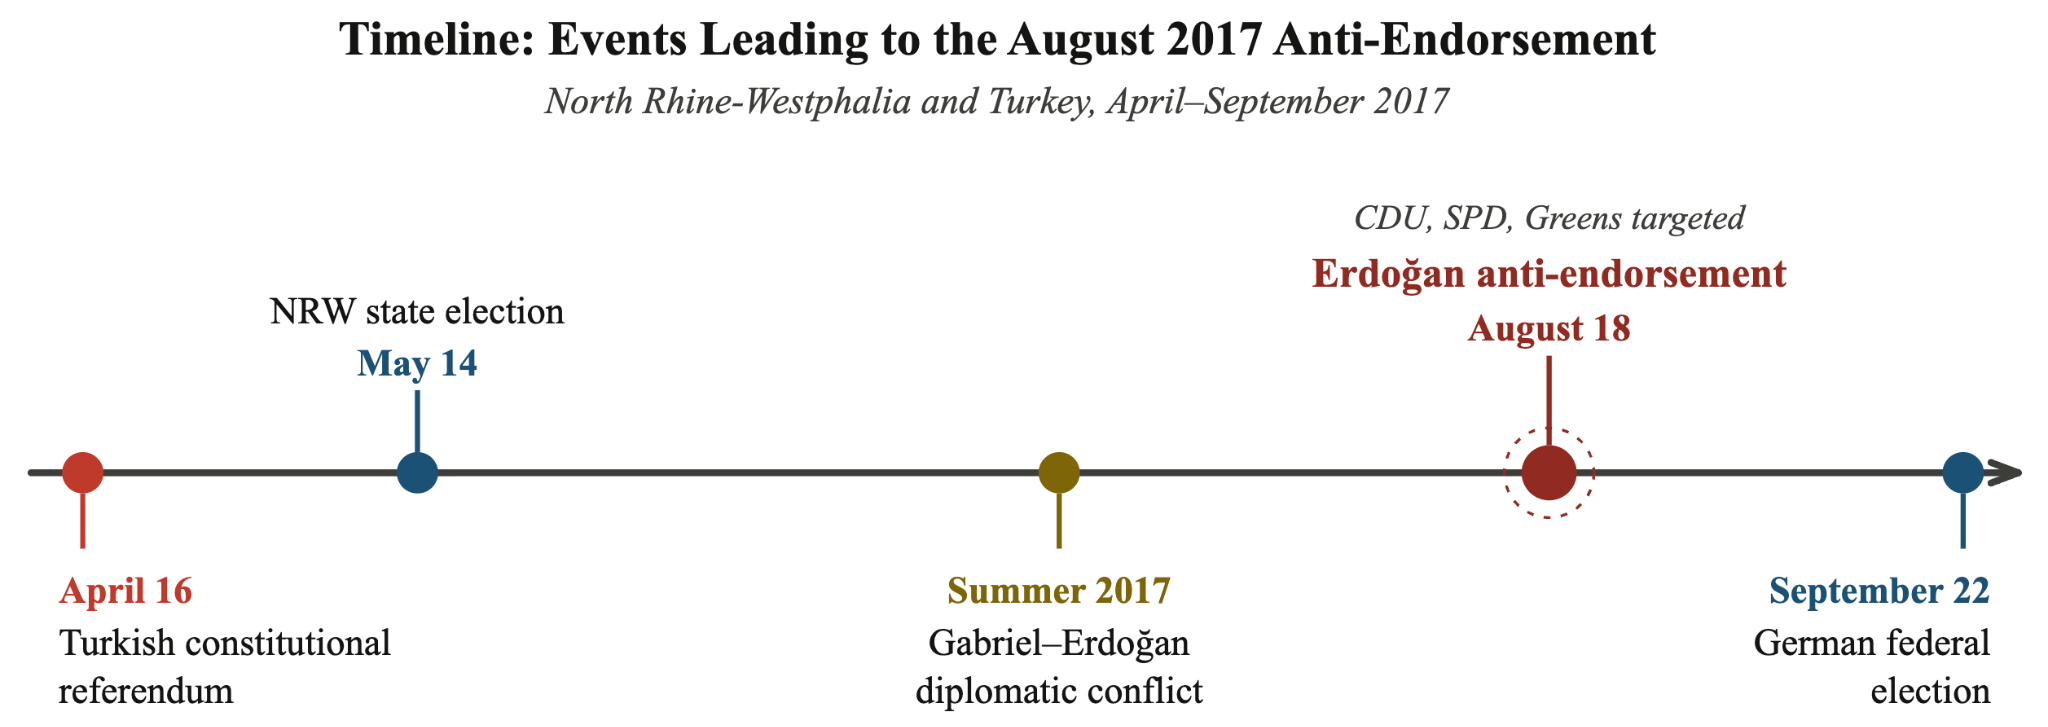 Timeline: Events Leading to the August 2017 Anti-Endorsement
North Rhine-Westphalia and Turkey, April–September 2017
CDU, SPD, Greens targeted
Erdoğan anti-endorsement
August 18
NRW state election
May 14
April 16
Turkish constitutional
referendum
Summer 2017
Gabriel–Erdoğan
diplomatic conflict
September 22
German federal
election